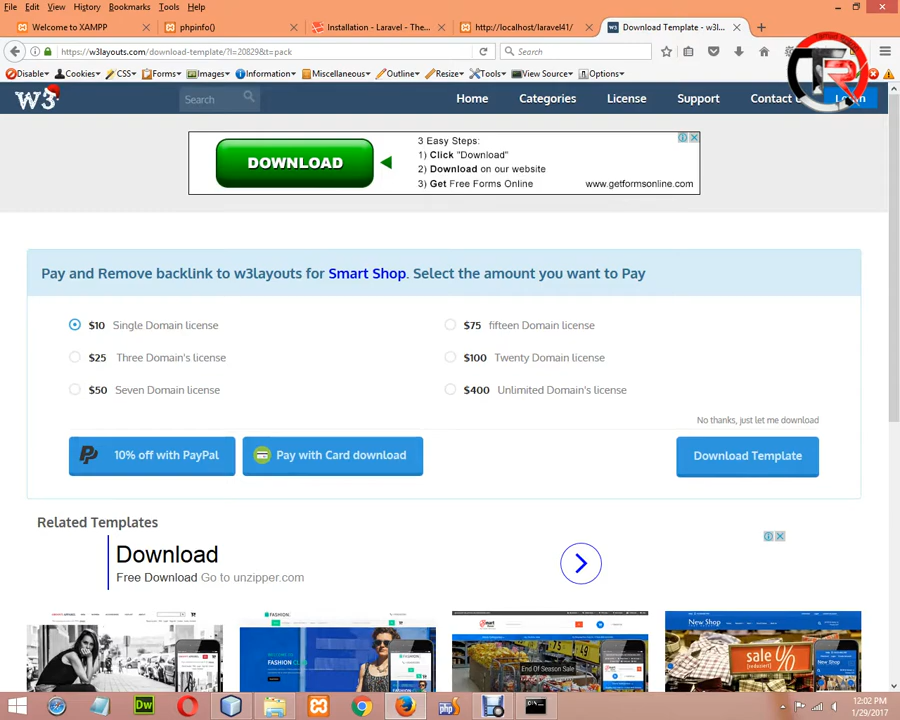 File Edit View History Bookmarks Tools Help
Welcome to XAMPP
phpinfo()
Installation - Laravel - The...
http://localhost/laravel41/
Download Template - w3l...
https://w3layouts.com/download-template/?l=20829&t=pack
Search
Disable Cookies CSS Forms Images Information Miscellaneous Outline Resize Tools View Source Options
W3
Search
Home Categories License Support Contact
DOWNLOAD
3 Easy Steps:
1) Click "Download"
2) Download on our website
3) Get Free Forms Online
www.getformsonline.com
Pay and Remove backlink to w3layouts for Smart Shop. Select the amount you want to Pay
$10 Single Domain license
$75 fifteen Domain license
$25 Three Domain's license
$100 Twenty Domain license
$50 Seven Domain license
$400 Unlimited Domain's license
No thanks, just let me download
10% off with PayPal
Pay with Card download
Download Template
Related Templates
Download
Free Download Go to unzipper.com
FASHION
FASHION
End Of Season Sale
New Shop
sale %
New Shop
Dw
12:02 PM
1/29/2017